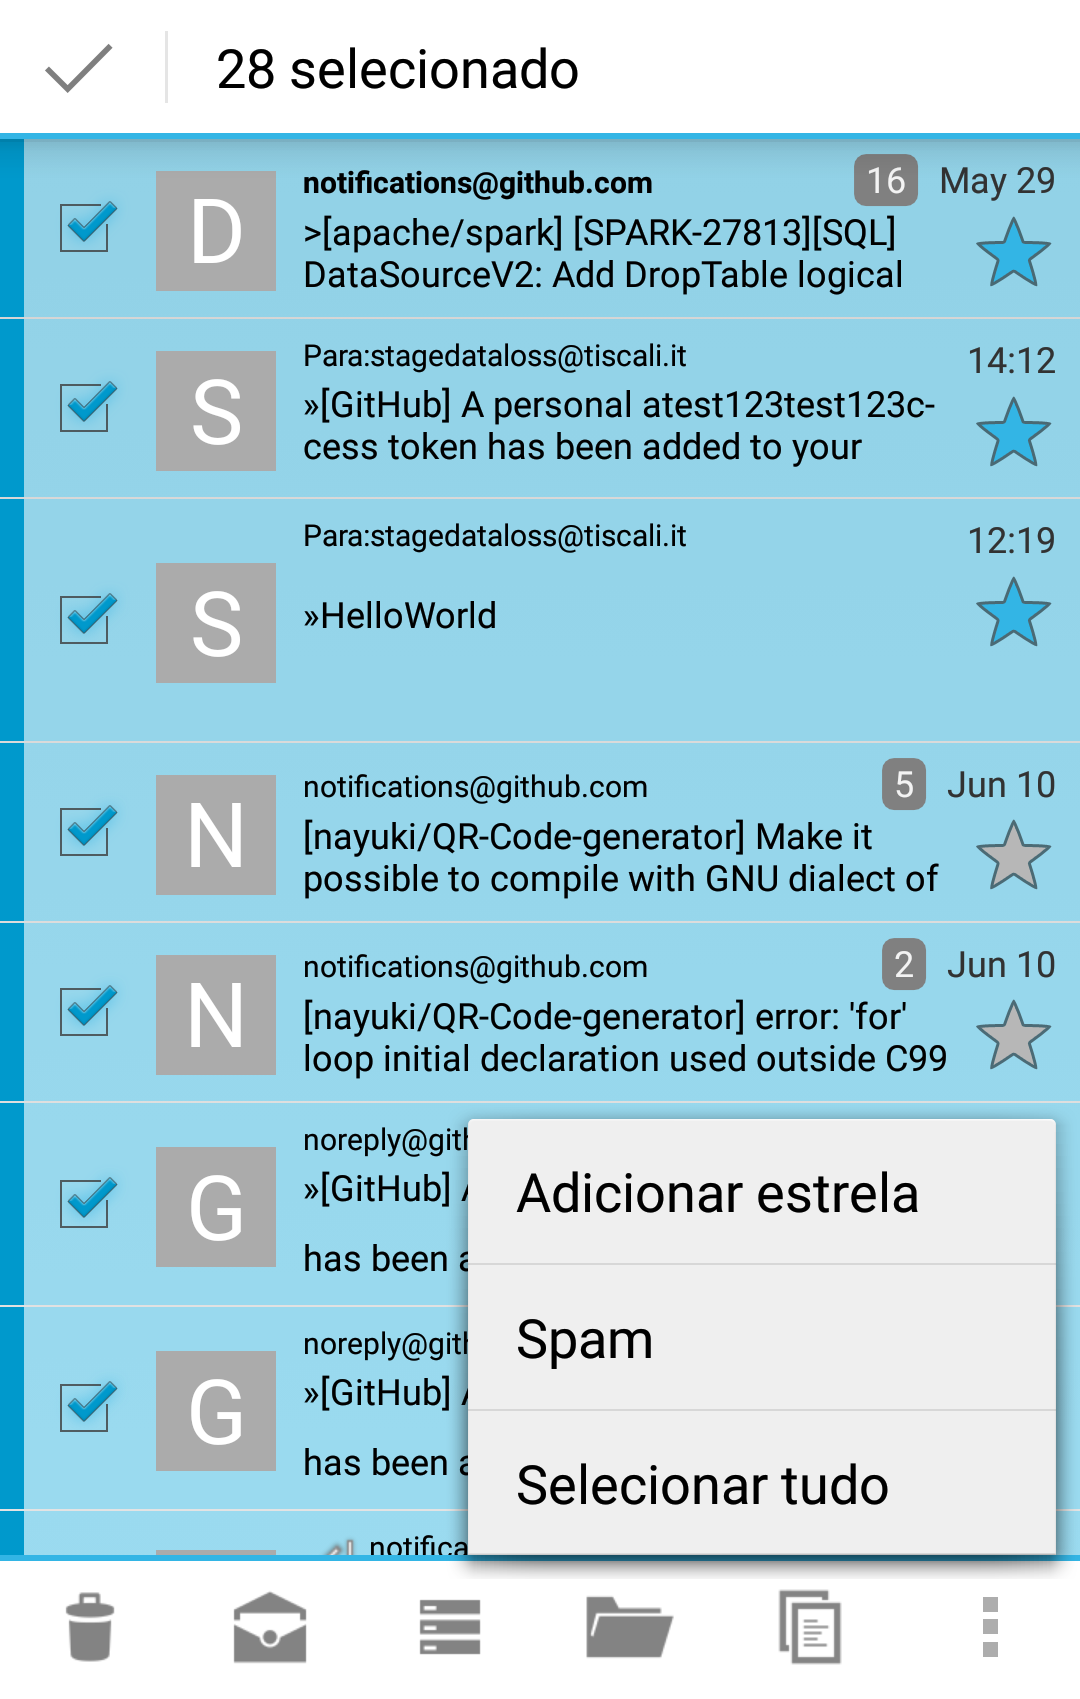 28 selecionado
D
notifications@github.com
16
May 29
>[apache/spark] [SPARK-27813][SQL]
DataSourceV2: Add DropTable logical
S
Para:stagedataloss@tiscali.it
14:12
»[GitHub] A personal atest123test123c-
cess token has been added to your
S
Para:stagedataloss@tiscali.it
12:19
»HelloWorld
N
notifications@github.com
5
Jun 10
[nayuki/QR-Code-generator] Make it
possible to compile with GNU dialect of
N
notifications@github.com
2
Jun 10
[nayuki/QR-Code-generator] error: 'for'
loop initial declaration used outside C99
G
noreply@gith
»[GitHub] A
has been a
G
noreply@gith
»[GitHub] A
has been a
notifica
Adicionar estrela
Spam
Selecionar tudo